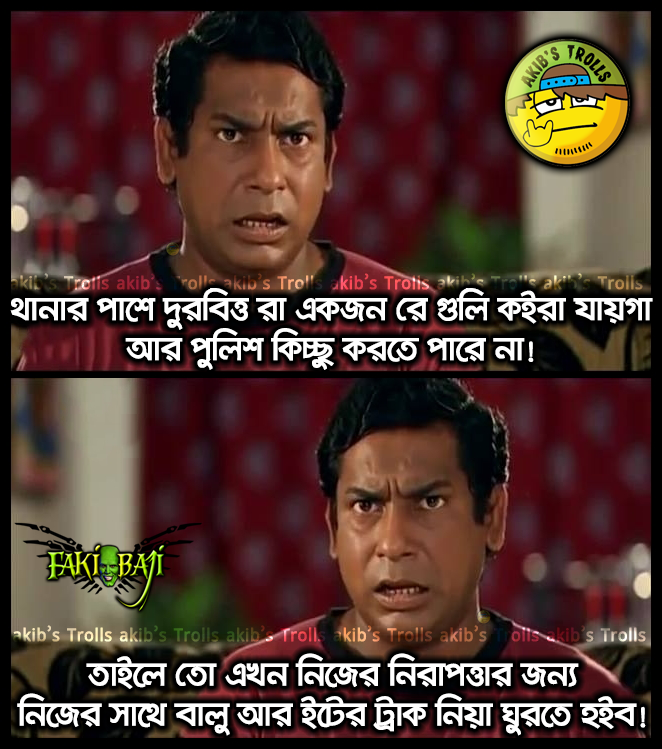 AKIB'S TROLLS
akib's Trolls akib's Trolls akib's Trolls akib's Trolls akib's Trolls akib's Trolls
থানার পাশে দুরবিত্ত রা একজন রে গুলি কইরা যায়গা
আর পুলিশ কিচ্ছু করতে পারে না!
FAKIBAJI
akib's Trolls akib's Trolls akib's Trolls akib's Trolls akib's Trolls akib's Trolls
তাইলে তো এখন নিজের নিরাপত্তার জন্য
নিজের সাথে বালু আর ইটের ট্রাক নিয়া ঘুরতে হইব!